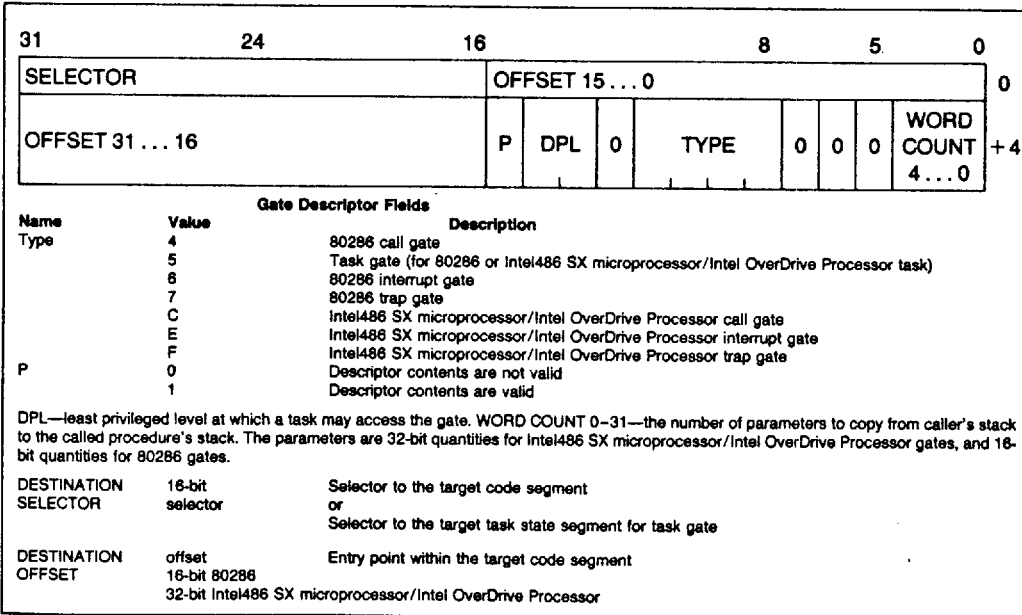 31 24 16 8 5 0
SELECTOR OFFSET 15 . . . 0 0
OFFSET 31 . . . 16 P DPL 0 TYPE 0 0 0 WORD COUNT 4 . . . 0 +4
Gate Descriptor Fields
Name Value Description
Type 4 80286 call gate
5 Task gate (for 80286 or Intel486 SX microprocessor/Intel OverDrive Processor task)
6 80286 interrupt gate
7 80286 trap gate
C Intel486 SX microprocessor/Intel OverDrive Processor call gate
E Intel486 SX microprocessor/Intel OverDrive Processor interrupt gate
F Intel486 SX microprocessor/Intel OverDrive Processor trap gate
P 0 Descriptor contents are not valid
1 Descriptor contents are valid
DPL—least privileged level at which a task may access the gate. WORD COUNT 0–31—the number of parameters to copy from caller's stack
to the called procedure's stack. The parameters are 32-bit quantities for Intel486 SX microprocessor/Intel OverDrive Processor gates, and 16-
bit quantities for 80286 gates.
DESTINATION 16-bit Selector to the target code segment
SELECTOR selector or
Selector to the target task state segment for task gate
DESTINATION offset Entry point within the target code segment
OFFSET 16-bit 80286
32-bit Intel486 SX microprocessor/Intel OverDrive Processor